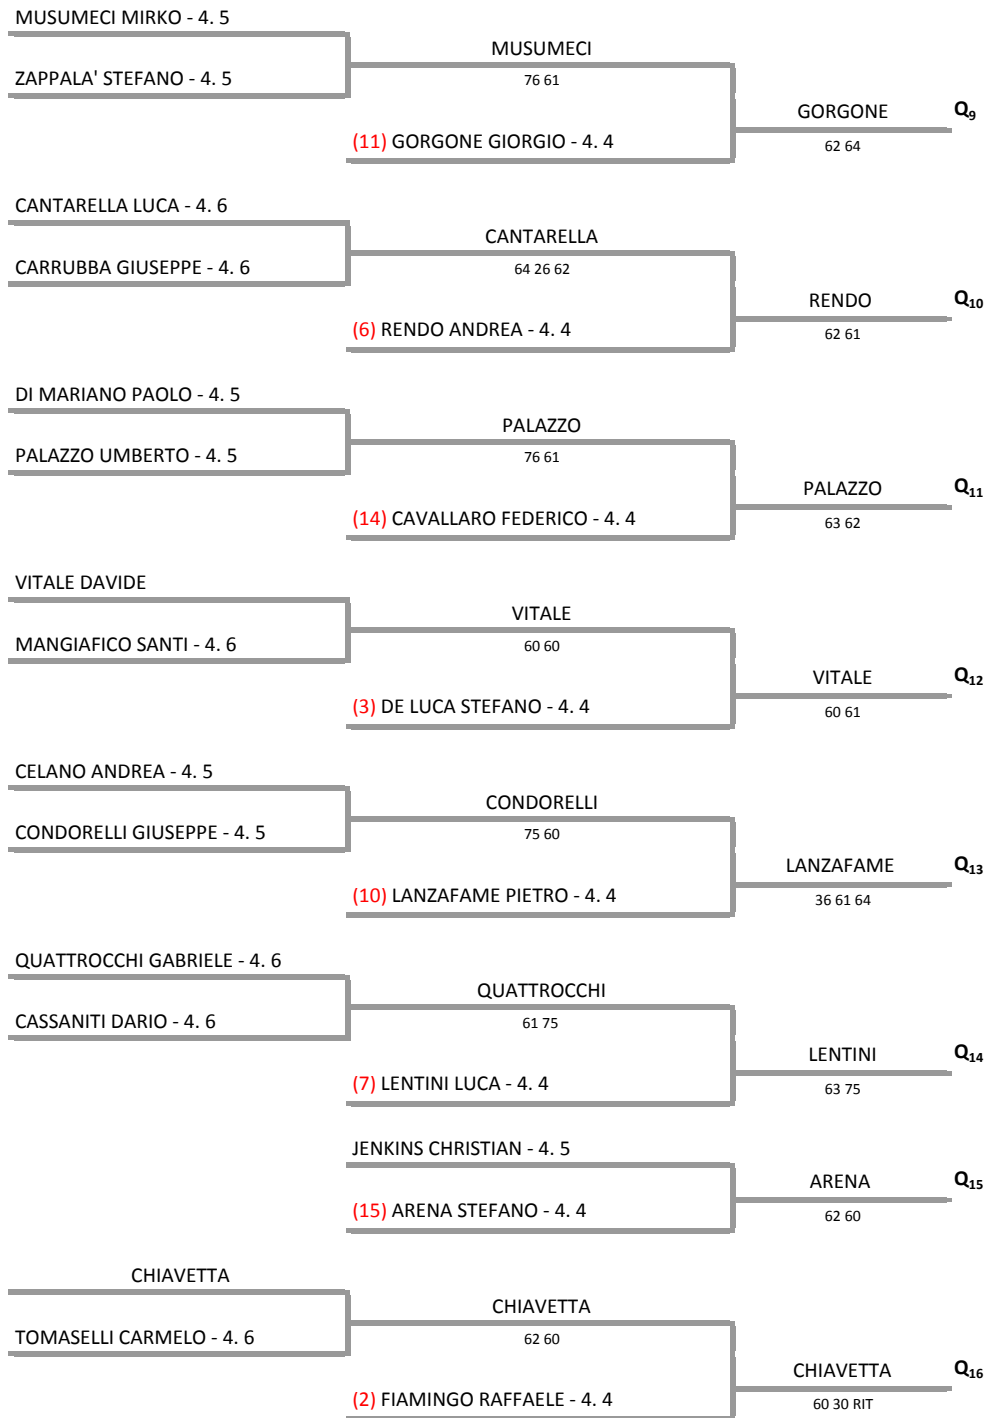 MUSUMECI MIRKO - 4. 5
MUSUMECI
ZAPPALA' STEFANO - 4. 5
76 61
GORGONE
Q9
(11) GORGONE GIORGIO - 4. 4
62 64
CANTARELLA LUCA - 4. 6
CANTARELLA
CARRUBBA GIUSEPPE - 4. 6
64 26 62
RENDO
Q10
(6) RENDO ANDREA - 4. 4
62 61
DI MARIANO PAOLO - 4. 5
PALAZZO
PALAZZO UMBERTO - 4. 5
76 61
PALAZZO
Q11
(14) CAVALLARO FEDERICO - 4. 4
63 62
VITALE DAVIDE
VITALE
MANGIAFICO SANTI - 4. 6
60 60
VITALE
Q12
(3) DE LUCA STEFANO - 4. 4
60 61
CELANO ANDREA - 4. 5
CONDORELLI
CONDORELLI GIUSEPPE - 4. 5
75 60
LANZAFAME
Q13
(10) LANZAFAME PIETRO - 4. 4
36 61 64
QUATTROCCHI GABRIELE - 4. 6
QUATTROCCHI
CASSANITI DARIO - 4. 6
61 75
LENTINI
Q14
(7) LENTINI LUCA - 4. 4
63 75
JENKINS CHRISTIAN - 4. 5
ARENA
Q15
(15) ARENA STEFANO - 4. 4
62 60
CHIAVETTA
CHIAVETTA
TOMASELLI CARMELO - 4. 6
62 60
CHIAVETTA
Q16
(2) FIAMINGO RAFFAELE - 4. 4
60 30 RIT